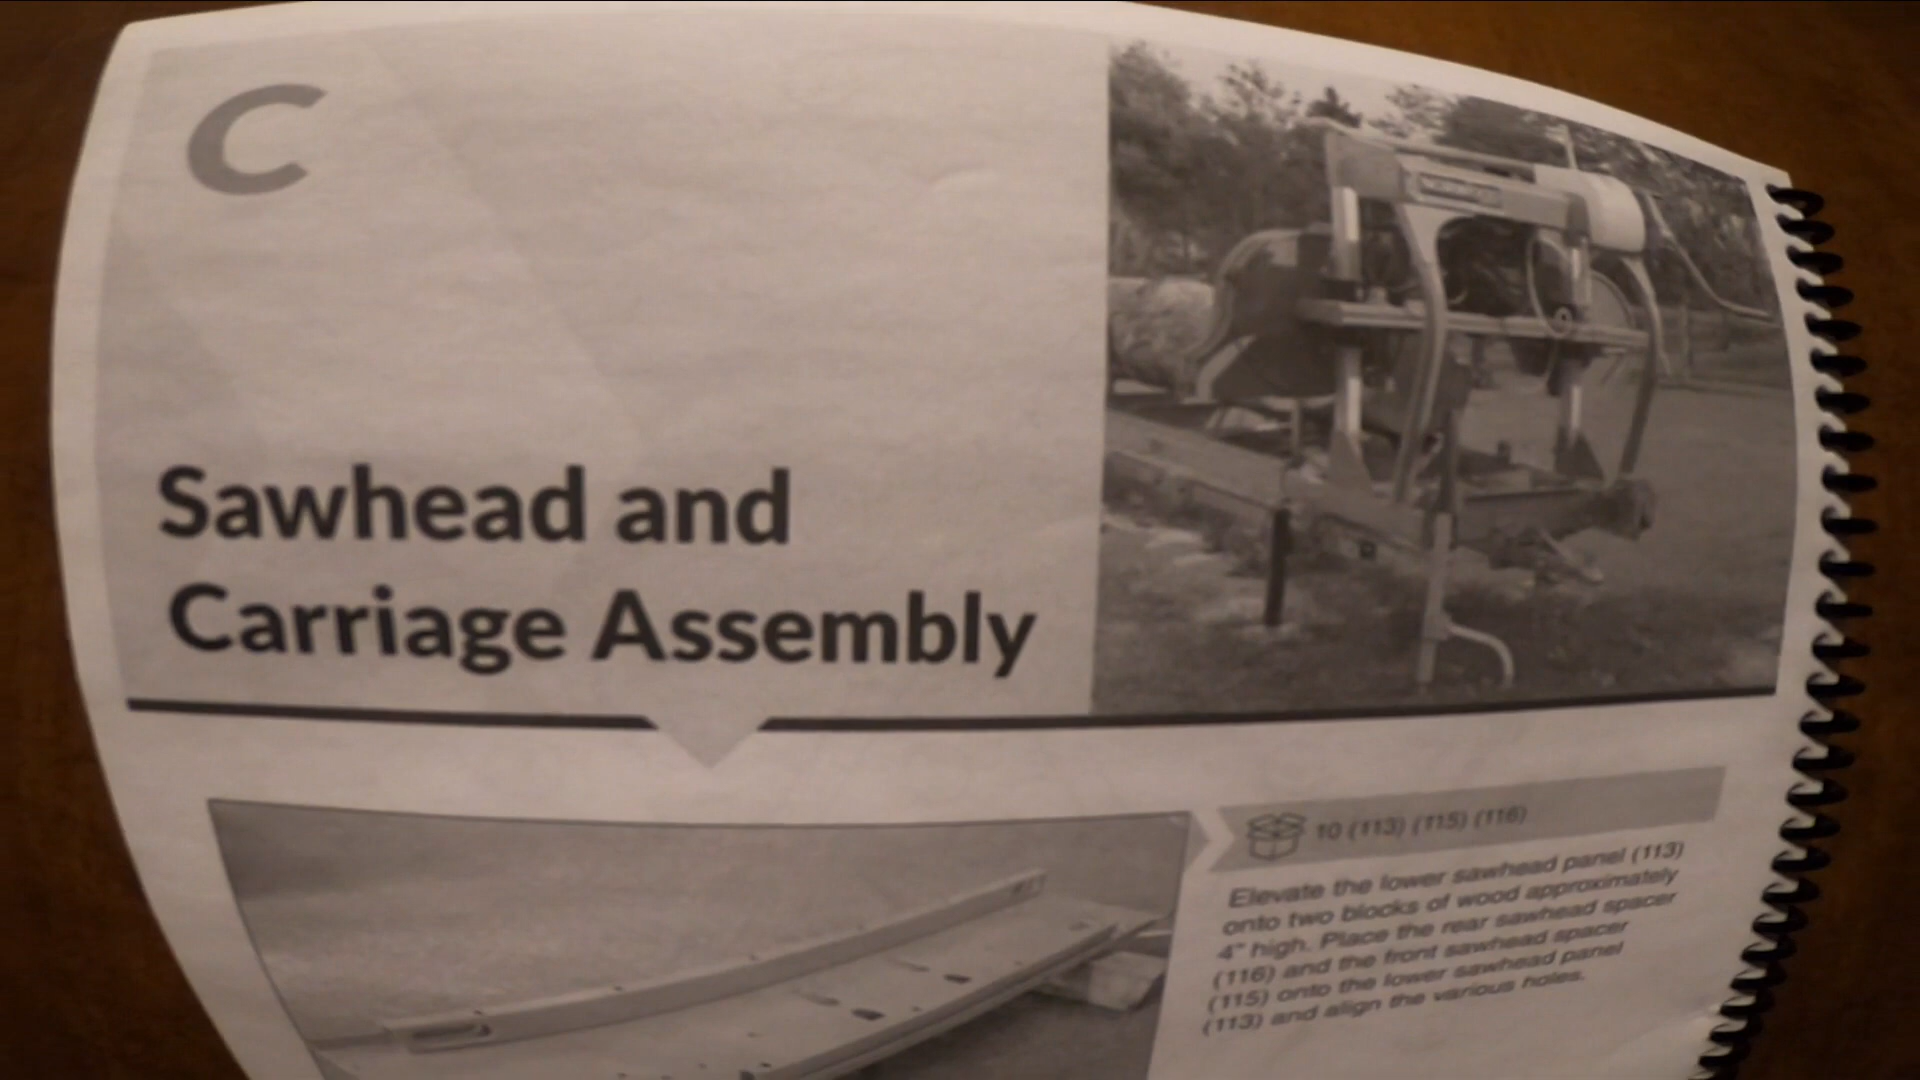 C
Sawhead and
Carriage Assembly
10 (113) (115) (116)
Elevate the lower sawhead panel (113)
onto two blocks of wood approximately
4" high. Place the rear sawhead spacer
(116) and the front sawhead spacer
(115) onto the lower sawhead panel
(113) and align the various holes.